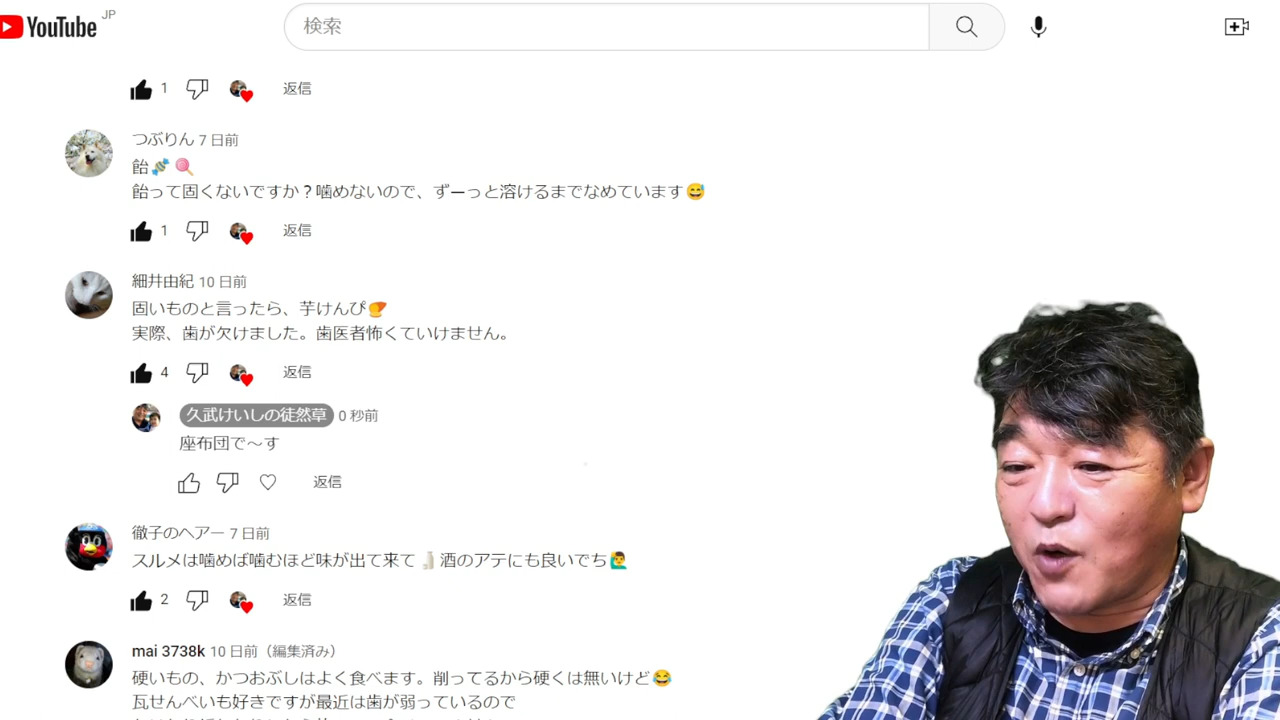 YouTube JP
検索
1 返信
つぶりん 7 日前
飴🍬🍭
飴って固くないですか？噛めないので、ずーっと溶けるまでなめています😅
1 返信
細井由紀 10 日前
固いものと言ったら、芋けんぴ🍠
実際、歯が欠けました。歯医者怖くていけません。
4 返信
久武けいしの徒然草 0 秒前
座布団で～す
返信
徹子のヘアー 7 日前
スルメは噛めば噛むほど味が出て来て🍶酒のアテにも良いでち🙋‍♂️
2 返信
mai 3738k 10 日前（編集済み）
硬いもの、かつおぶしはよく食べます。削ってるから硬くは無いけど😂
瓦せんべいも好きですが最近は歯が弱っているので